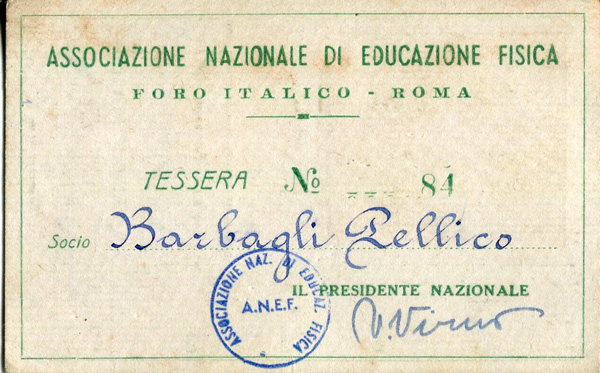 ASSOCIAZIONE NAZIONALE DI EDUCAZIONE FISICA
FORO ITALICO - ROMA
TESSERA No 84
Socio Barbagli Pellico
IL PRESIDENTE NAZIONALE
ASSOCIAZIONE NAZ. DI EDUCAZ. FISICA
A.N.E.F.